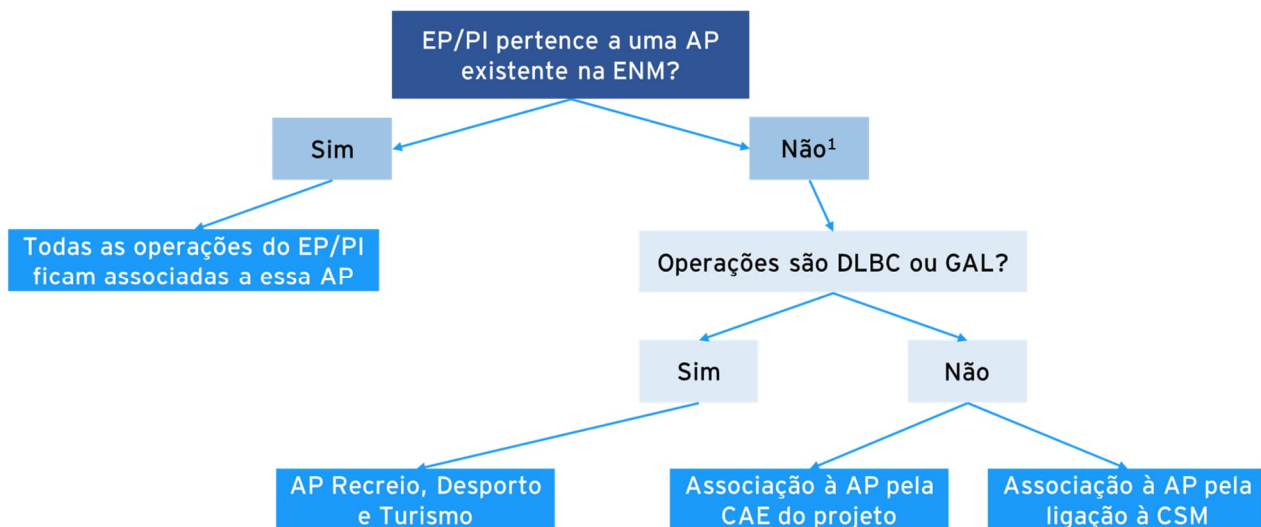 EP/PI pertence a uma AP
existente na ENM?
Sim
Não¹
Todas as operações do EP/PI
ficam associadas a essa AP
Operações são DLBC ou GAL?
Sim
Não
AP Recreio, Desporto
e Turismo
Associação à AP pela
CAE do projeto
Associação à AP pela
ligação à CSM